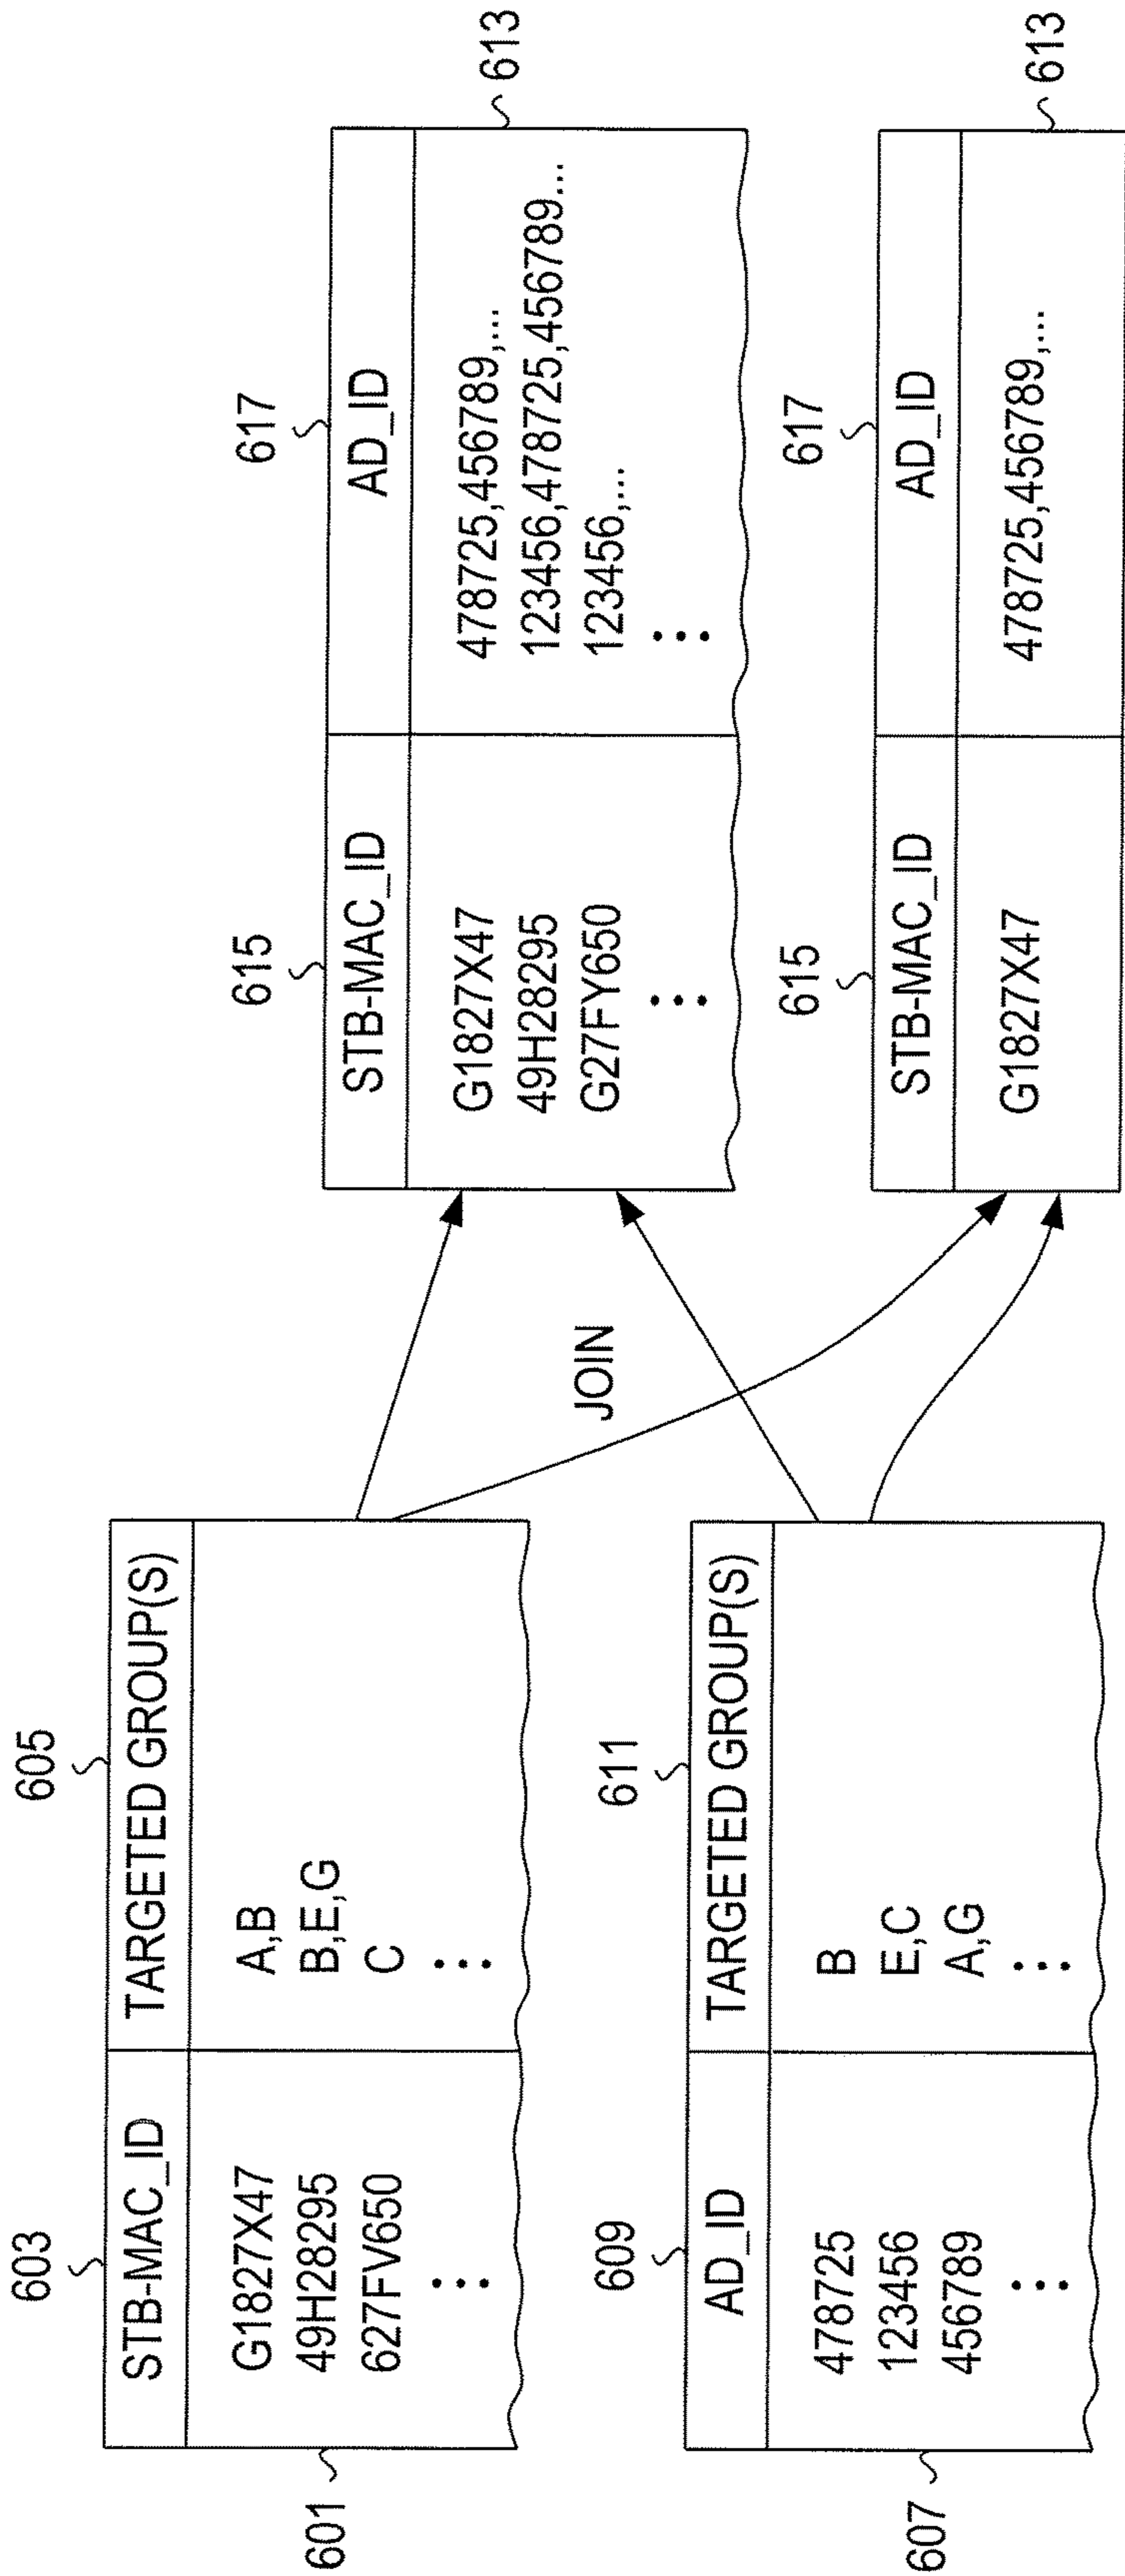 603
605
STB-MAC_ID TARGETED GROUP(S)
G1827X47 A,B
49H28295 B,E,G
627FV650 C
601
609
611
AD_ID TARGETED GROUP(S)
478725 B
123456 E,C
456789 A,G
607
JOIN
615
617
STB-MAC_ID AD_ID
G1827X47 478725,456789,...
49H28295 123456,478725,456789...
G27FY650 123456,...
613
615
617
STB-MAC_ID AD_ID
G1827X47 478725,456789,...
613